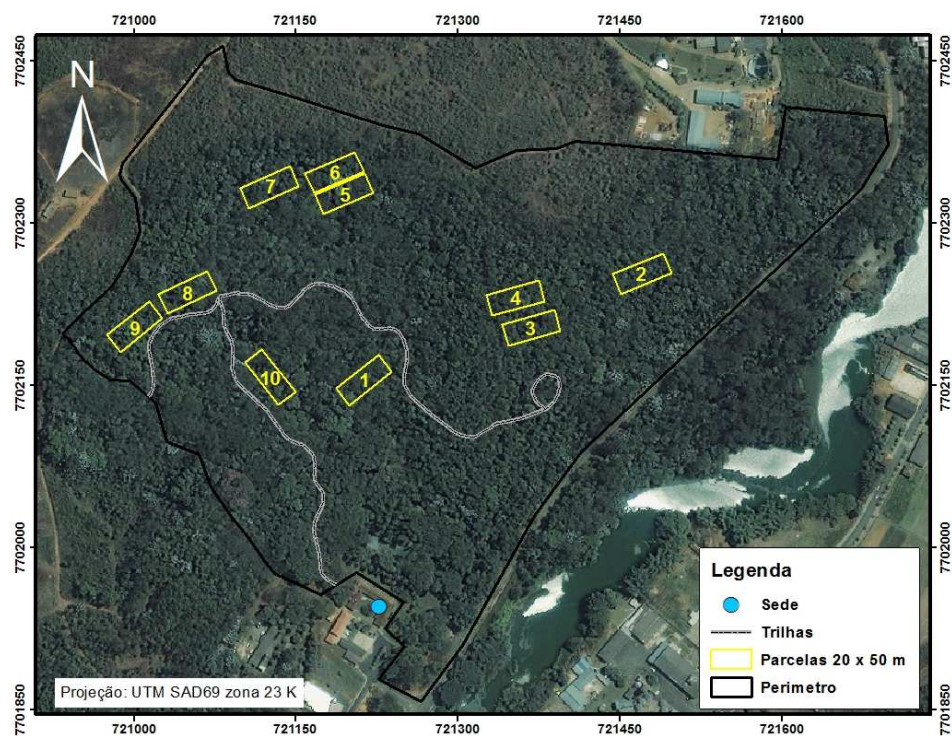 721000 721150 721300 721450 721600
7702450 7702450
N
7 6
5
7702300 7702300
2
8 4
9 3
7702150 10 1 7702150
7702000 7702000
Legenda
Sede
Trilhas
Parcelas 20 x 50 m
Perimetro
Projeção: UTM SAD69 zona 23 K
7701850 7701850
721000 721150 721300 721450 721600